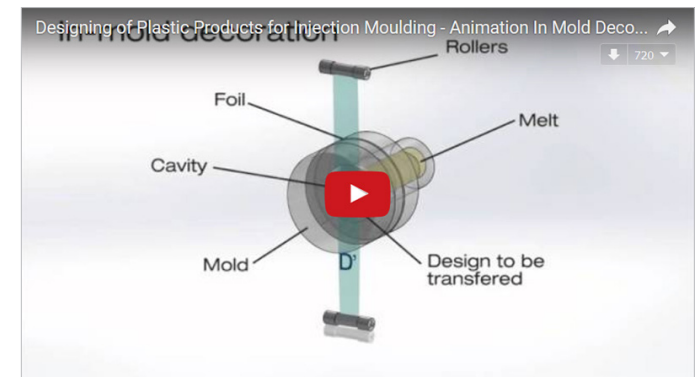 Designing of Plastic Products for Injection Moulding - Animation In Mold Deco...
in-mold decoration
720
Rollers
Foil
Melt
Cavity
Mold
D'
Design to be
transfered